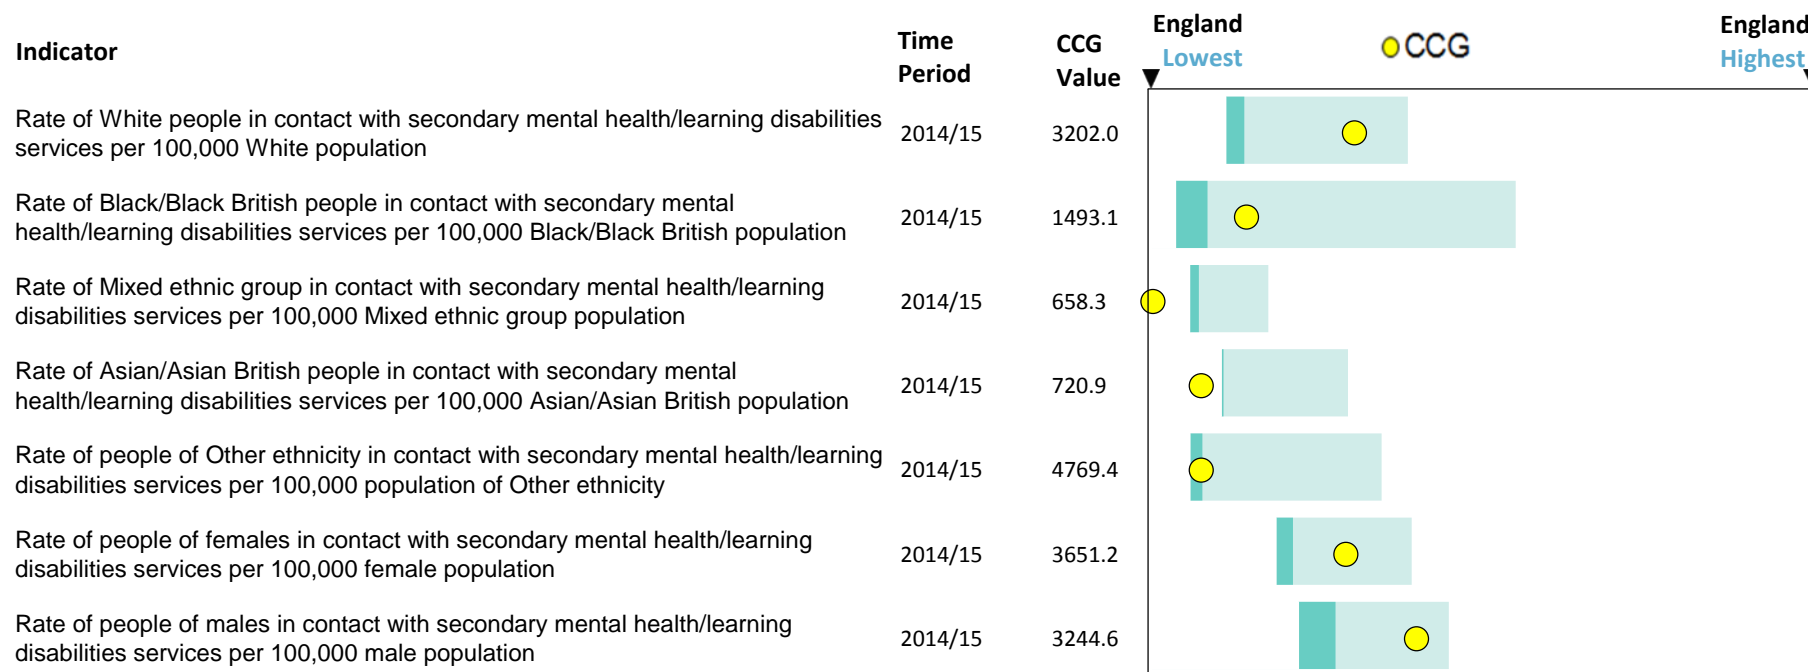 Indicator
Time Period
CCG Value
England Lowest
CCG
England Highest
Rate of White people in contact with secondary mental health/learning disabilities
services per 100,000 White population
2014/15
3202.0
Rate of Black/Black British people in contact with secondary mental
health/learning disabilities services per 100,000 Black/Black British population
2014/15
1493.1
Rate of Mixed ethnic group in contact with secondary mental health/learning
disabilities services per 100,000 Mixed ethnic group population
2014/15
658.3
Rate of Asian/Asian British people in contact with secondary mental
health/learning disabilities services per 100,000 Asian/Asian British population
2014/15
720.9
Rate of people of Other ethnicity in contact with secondary mental health/learning
disabilities services per 100,000 population of Other ethnicity
2014/15
4769.4
Rate of people of females in contact with secondary mental health/learning
disabilities services per 100,000 female population
2014/15
3651.2
Rate of people of males in contact with secondary mental health/learning
disabilities services per 100,000 male population
2014/15
3244.6